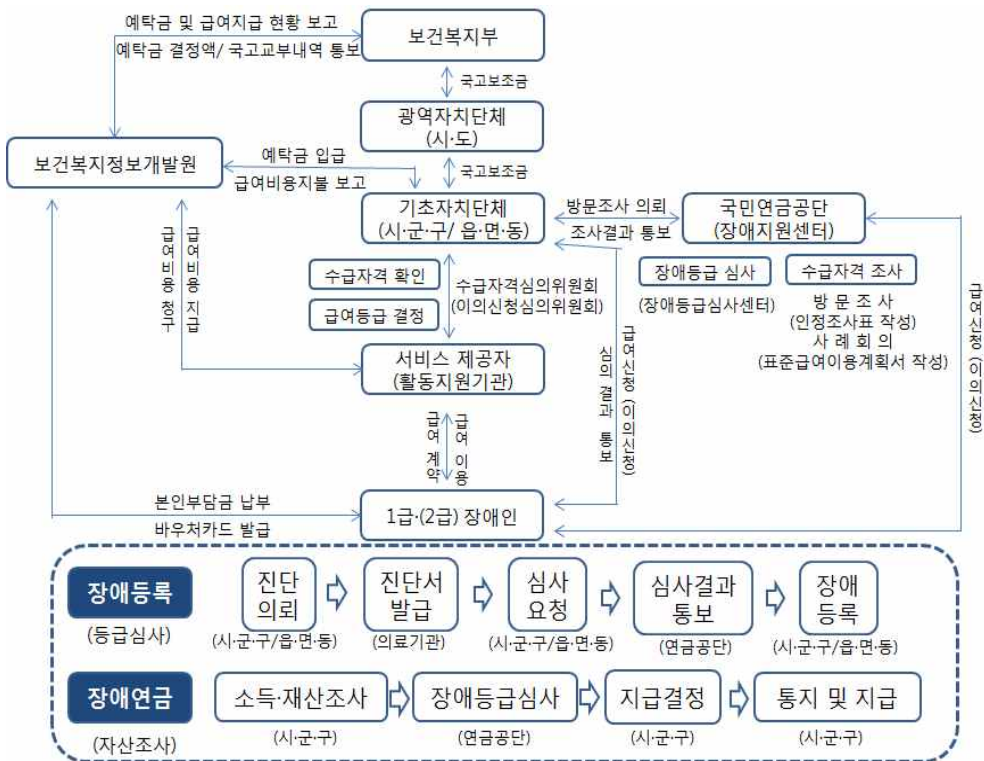 예탁금 및 급여지급 현황 보고
예탁금 결정액/ 국고교부내역 통보
보건복지부
국고보조금
광역자치단체
(시·도)
보건복지정보개발원
예탁금 입급
급여비용지불 보고
국고보조금
기초자치단체
(시·군·구/ 읍·면·동)
방문조사 의뢰
조사결과 통보
국민연금공단
(장애지원센터)
급여비용 청구
급여비용 지급
수급자격 확인
급여등급 결정
수급자격심의위원회
(이의신청심의위원회)
장애등급 심사
(장애등급심사센터)
수급자격 조사
방 문 조 사
(인정조사표 작성)
사 례 회 의
(표준급여이용계획서 작성)
서비스 제공자
(활동지원기관)
심의 결과 통보
급여신청 (이의신청)
급여신청 (이의신청)
급여 계약
급여 이용
본인부담금 납부
바우처카드 발급
1급·(2급) 장애인
장애등록
(등급심사)
진단
의뢰
(시·군·구/읍·면·동)
진단서
발급
(의료기관)
심사
요청
(시·군·구/읍·면·동)
심사결과
통보
(연금공단)
장애
등록
(시·군·구/읍·면·동)
장애연금
(자산조사)
소득·재산조사
(시·군·구)
장애등급심사
(연금공단)
지급결정
(시·군·구)
통지 및 지급
(시·군·구)